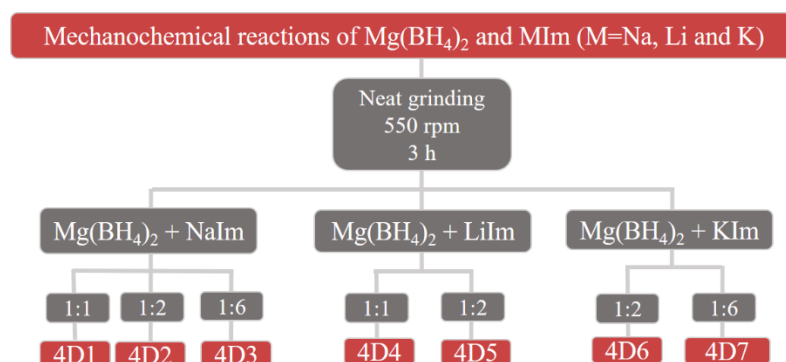 Mechanochemical reactions of Mg(BH₄)₂ and MIm (M=Na, Li and K)
Neat grinding
550 rpm
3 h
Mg(BH₄)₂ + NaIm
Mg(BH₄)₂ + LiIm
Mg(BH₄)₂ + KIm
1:1
1:2
1:6
1:1
1:2
1:2
1:6
4D1
4D2
4D3
4D4
4D5
4D6
4D7